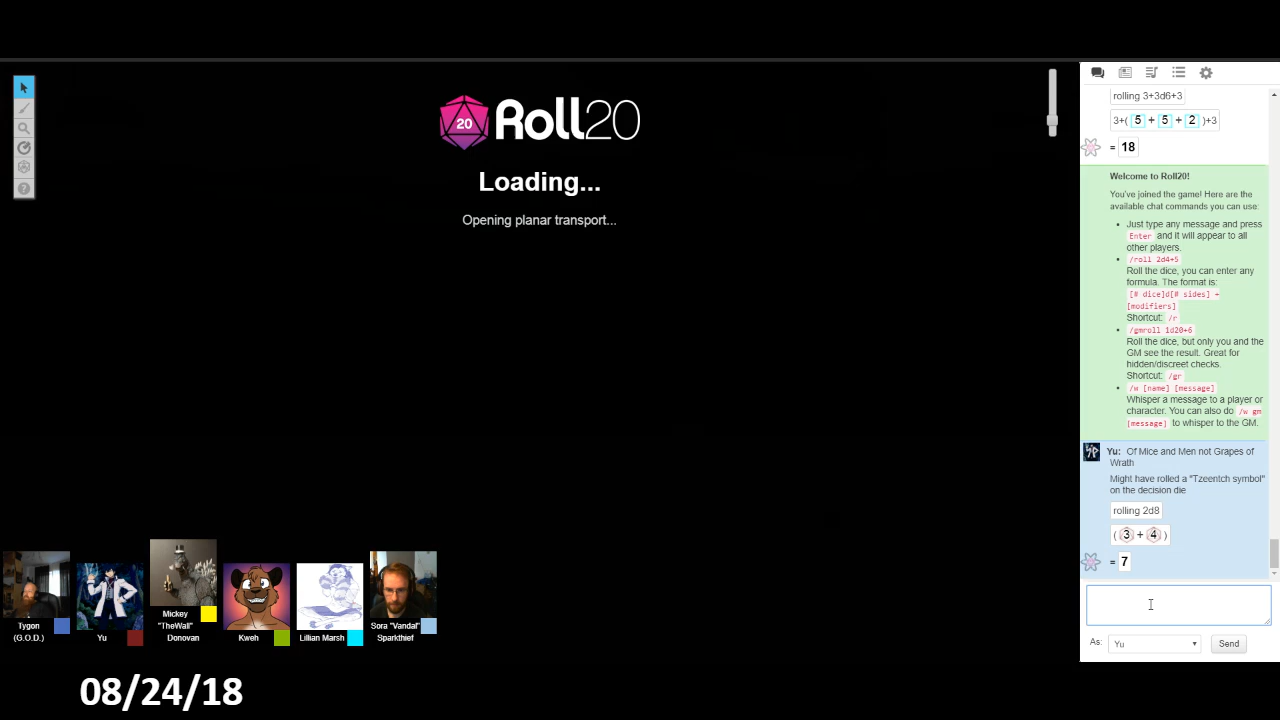 20 Roll20
Loading...
Opening planar transport...
rolling 3+3d6+3
3+( 5 + 5 + 2 )+3
= 18
Welcome to Roll20!
You've joined the game! Here are the
available chat commands you can use:
Just type any message and press
Enter and it will appear to all
other players.
/roll 2d4+5
Roll the dice, you can enter any
formula. The format is:
[# dice]d[# sides] +
[modifiers]
Shortcut: /r
/gmroll 1d20+6
Roll the dice, but only you and the
GM see the result. Great for
hidden/discreet checks.
Shortcut: /gr
/w [name] [message]
Whisper a message to a player or
character. You can also do /w gm
[message] to whisper to the GM.
Yu: Of Mice and Men not Grapes of
Wrath
Might have rolled a "Tzeentch symbol"
on the decision die
rolling 2d8
( 3 + 4 )
= 7
As: Yu Send
Tygon
(G.O.D.)
Yu
Mickey
"TheWall"
Donovan
Kweh
Lillian Marsh
Sora "Vandal"
Sparkthief
08/24/18